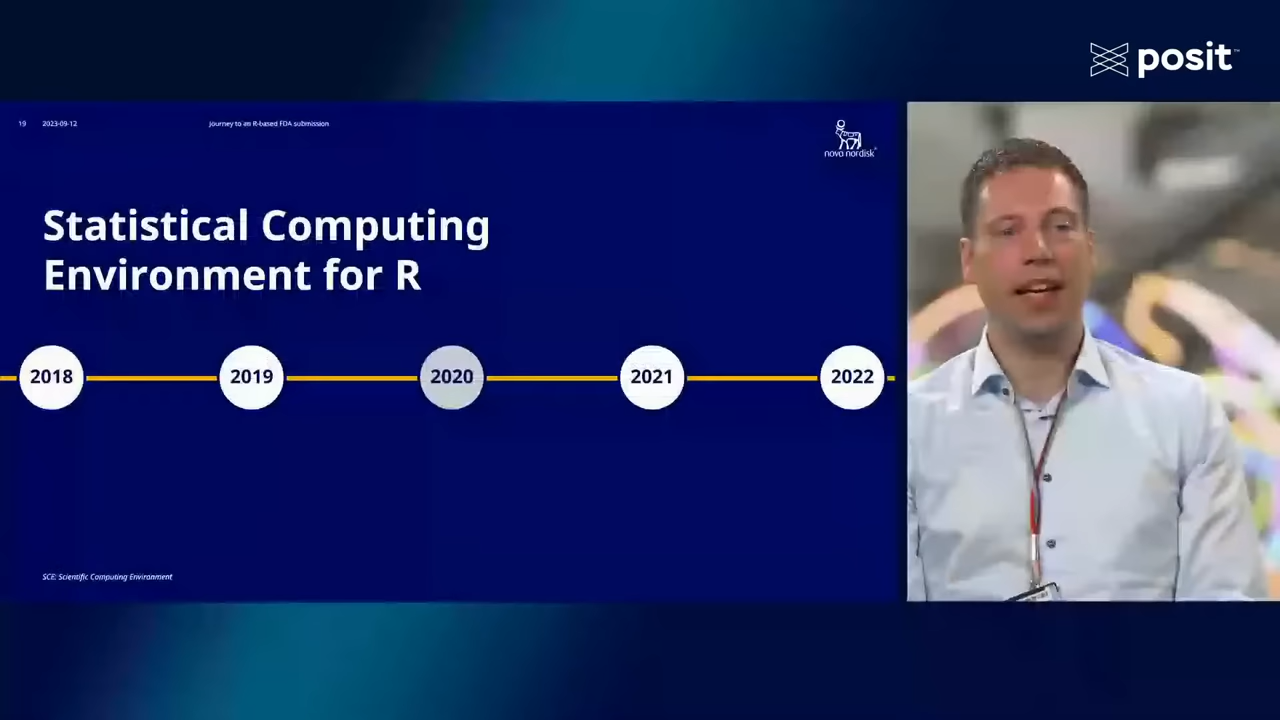 posit™
19 2023-09-12 Journey to an R-based FDA submission
novo nordisk®
Statistical Computing
Environment for R
2018 2019 2020 2021 2022
SCE: Scientific Computing Environment